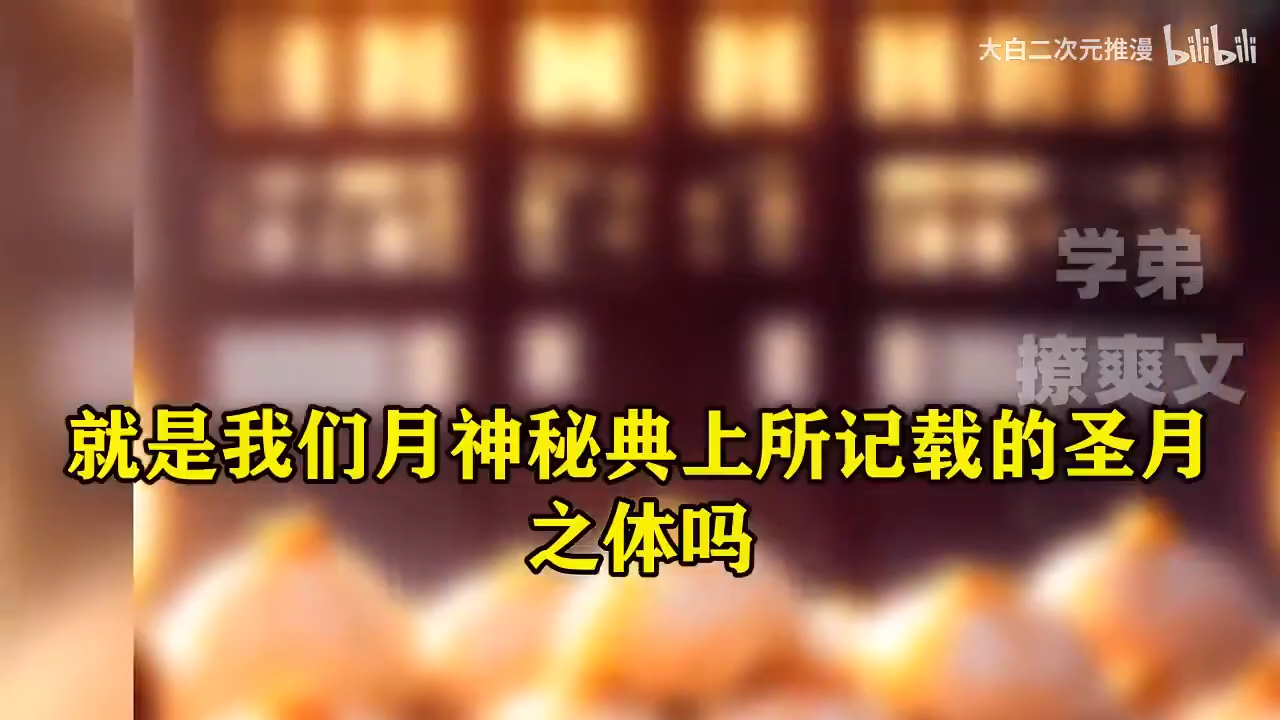 大白二次元推漫 bilibili
学弟
撩爽文
就是我们月神秘典上所记载的圣月
之体吗